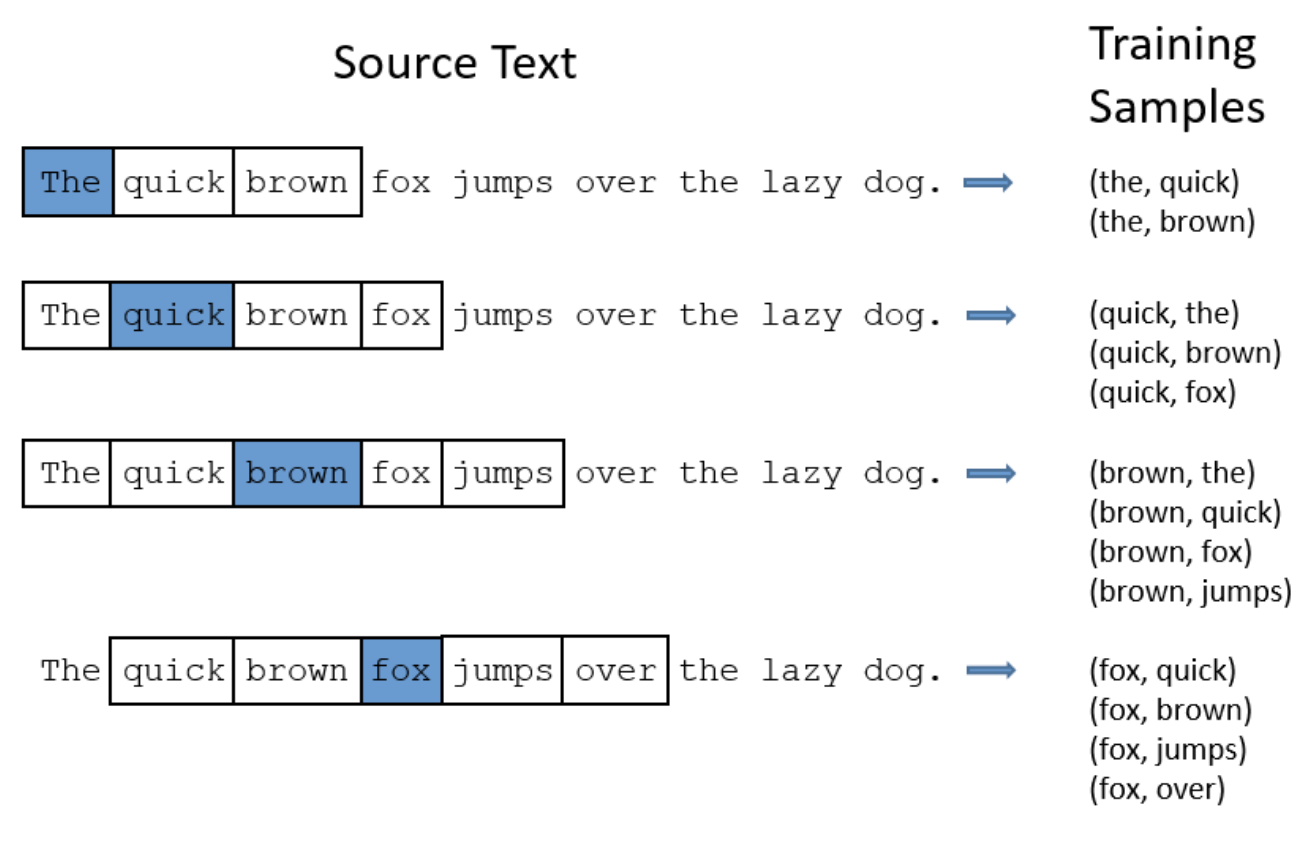 Source Text
Training
Samples
The quick brown fox jumps over the lazy dog.
(the, quick)
(the, brown)
The quick brown fox jumps over the lazy dog.
(quick, the)
(quick, brown)
(quick, fox)
The quick brown fox jumps over the lazy dog.
(brown, the)
(brown, quick)
(brown, fox)
(brown, jumps)
The quick brown fox jumps over the lazy dog.
(fox, quick)
(fox, brown)
(fox, jumps)
(fox, over)